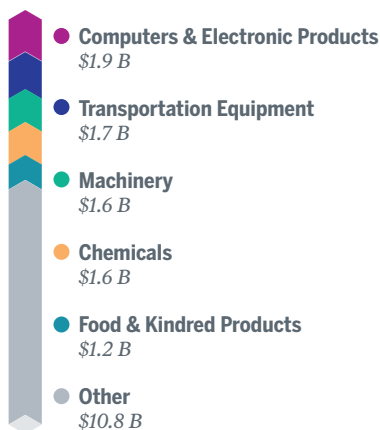 Computers & Electronic Products
$1.9 B
Transportation Equipment
$1.7 B
Machinery
$1.6 B
Chemicals
$1.6 B
Food & Kindred Products
$1.2 B
Other
$10.8 B